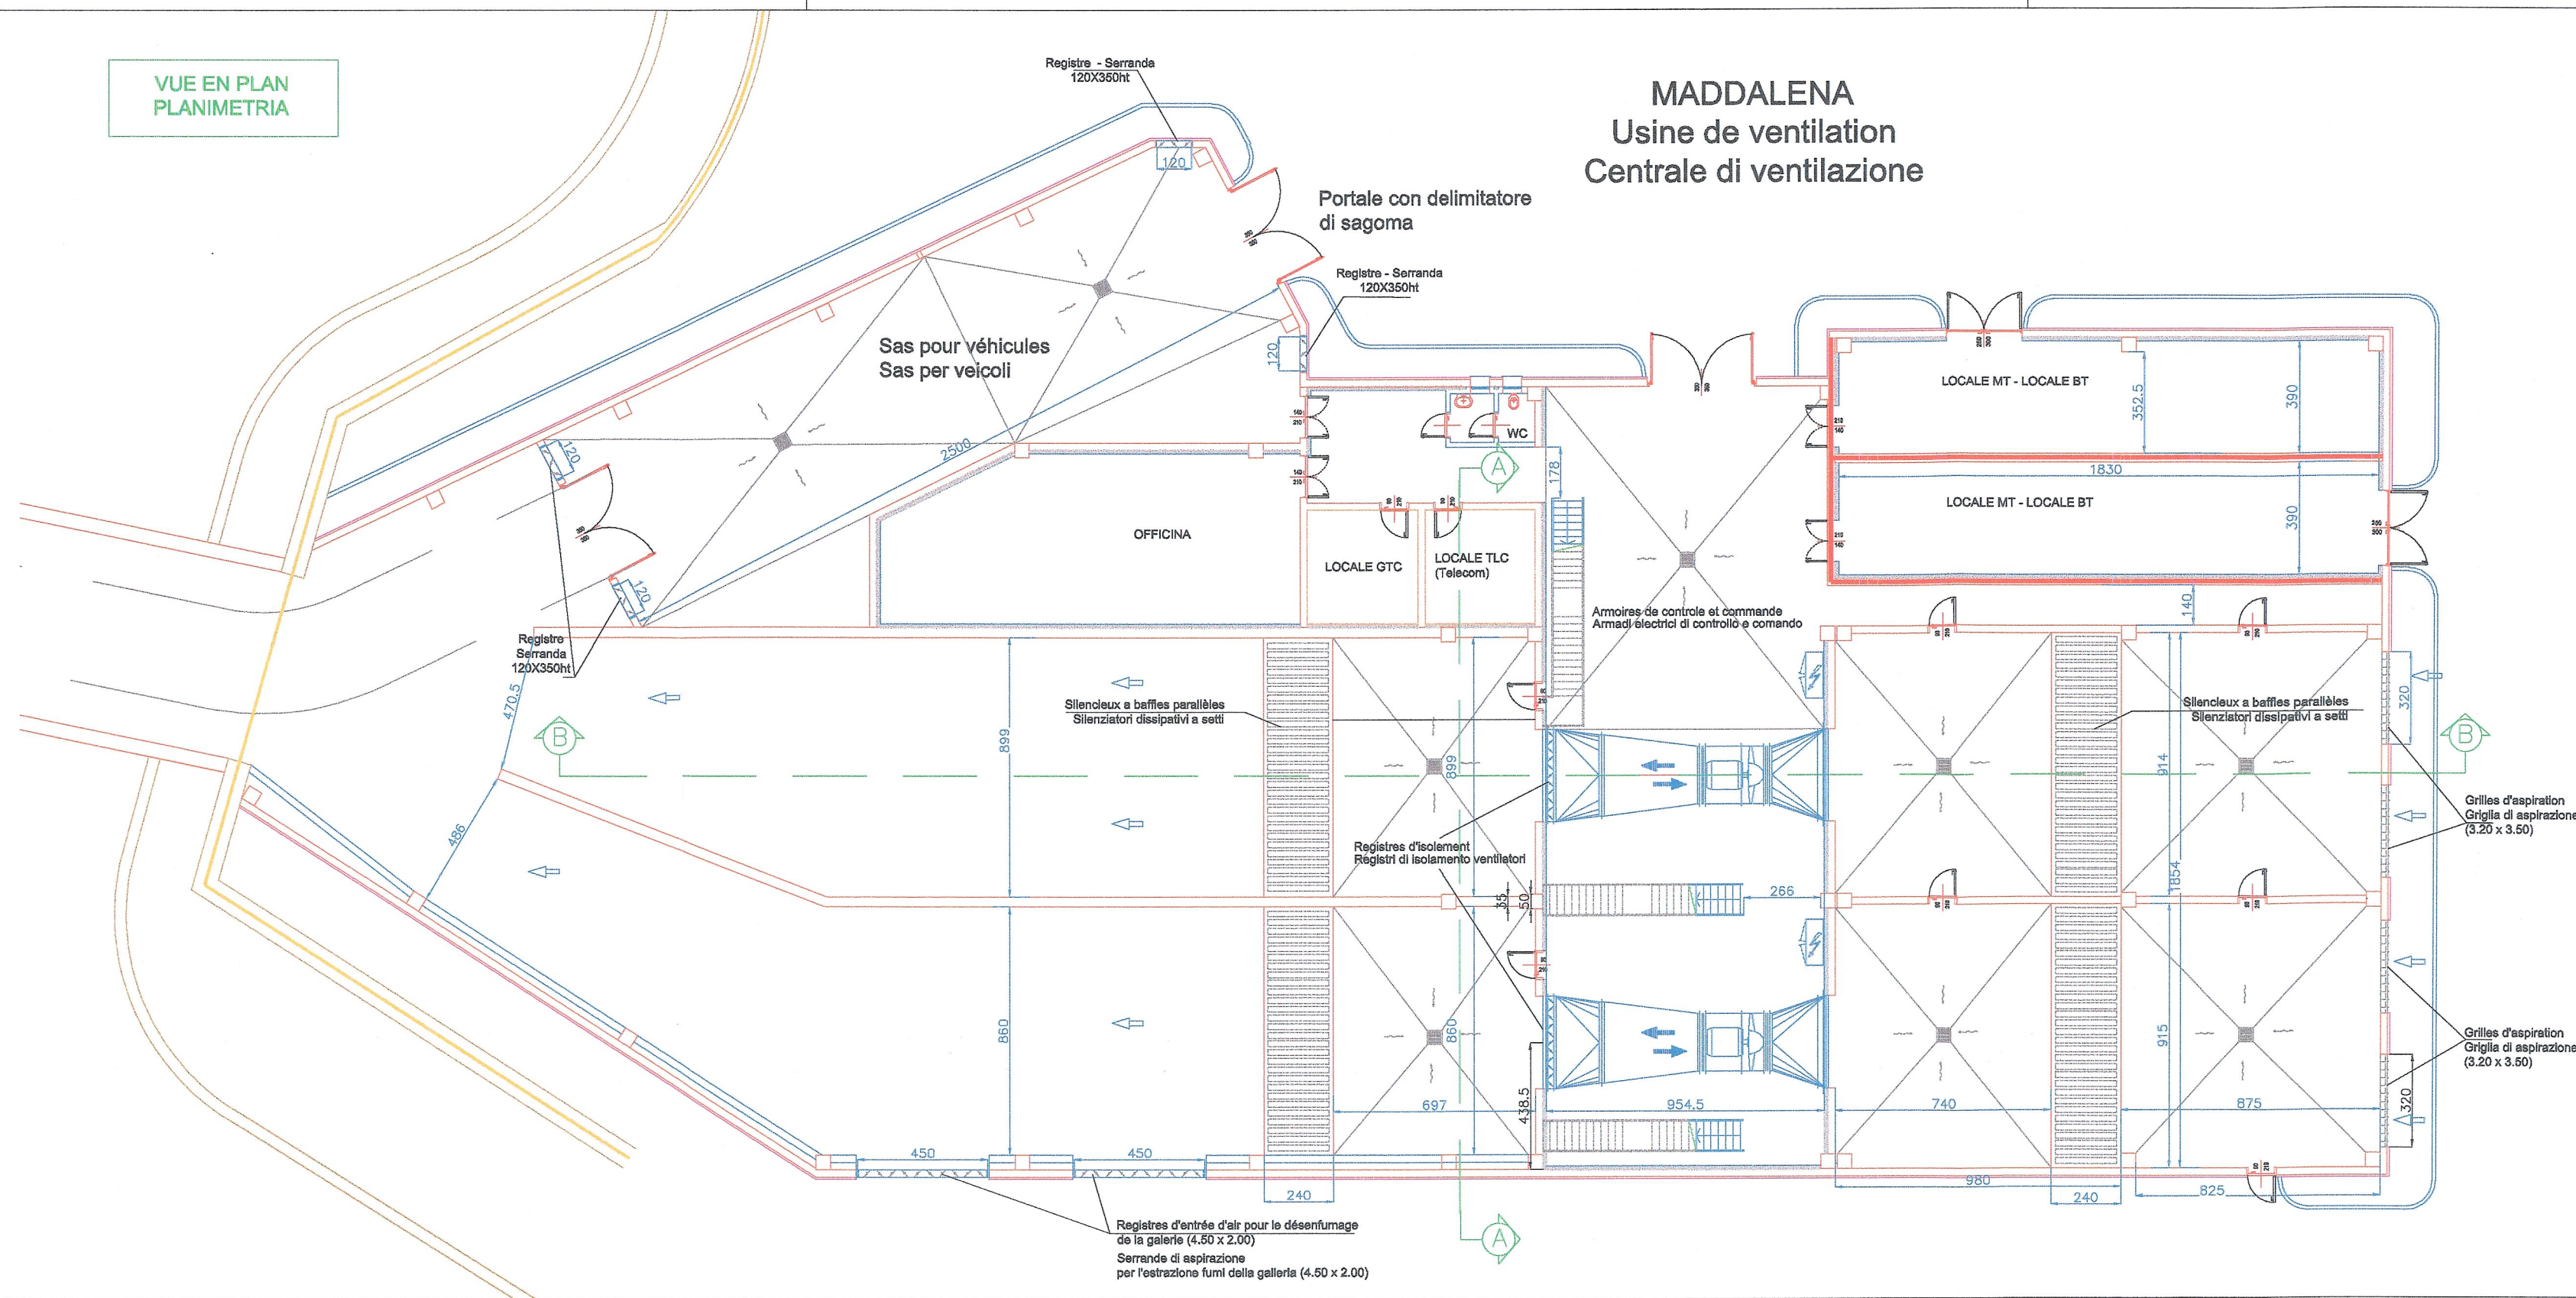 VUE EN PLAN
PLANIMETRIA
MADDALENA
Usine de ventilation
Centrale di ventilazione
Registre - Serranda
120X350ht
120
Portale con delimitatore
di sagoma
Registre - Serranda
120X350ht
120
Sas pour véhicules
Sas per veicoli
2500
120
120
Registre
Serranda
120X350ht
WC
A
178
OFFICINA
LOCALE GTC
LOCALE TLC
(Telecom)
LOCALE MT - LOCALE BT
352.5
390
1830
LOCALE MT - LOCALE BT
390
140
Armoires de controle et commande
Armadi electrici di controllo e comando
470.5
486
B
899
Silencieux a baffles parallèles
Silenziatori dissipativi a setti
899
Silencieux a baffles parallèles
Silenziatori dissipativi a setti
914
1854
320
B
Grilles d'aspiration
Griglia di aspirazione
(3.20 x 3.50)
Registres d'isolement
Registri di isolamento ventilatori
35
50
266
860
860
438.5
915
Grilles d'aspiration
Griglia di aspirazione
(3.20 x 3.50)
320
697
954.5
740
875
450
450
240
980
240
825
A
Registres d'entrée d'air pour le désenfumage
de la galerie (4.50 x 2.00)
Serrande di aspirazione
per l'estrazione fumi della galleria (4.50 x 2.00)